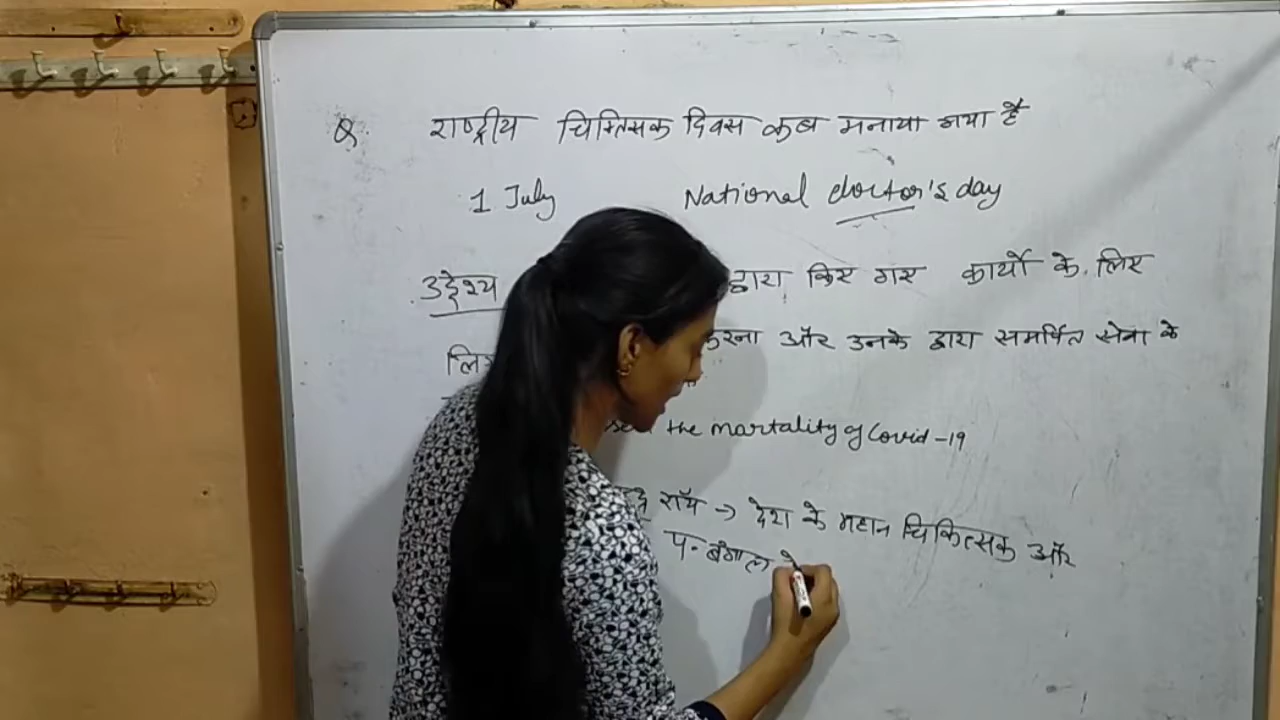 Q. राष्ट्रीय चिकित्सक दिवस कब मनाया गया है
1 July National doctor's day
उद्देश्य द्वारा किए गए कार्यो के लिए
करना और उनके द्वारा समर्पित सेवा के
the martality of Covid-19
रॉय → देश के महान चिकित्सक और
प. बंगाल